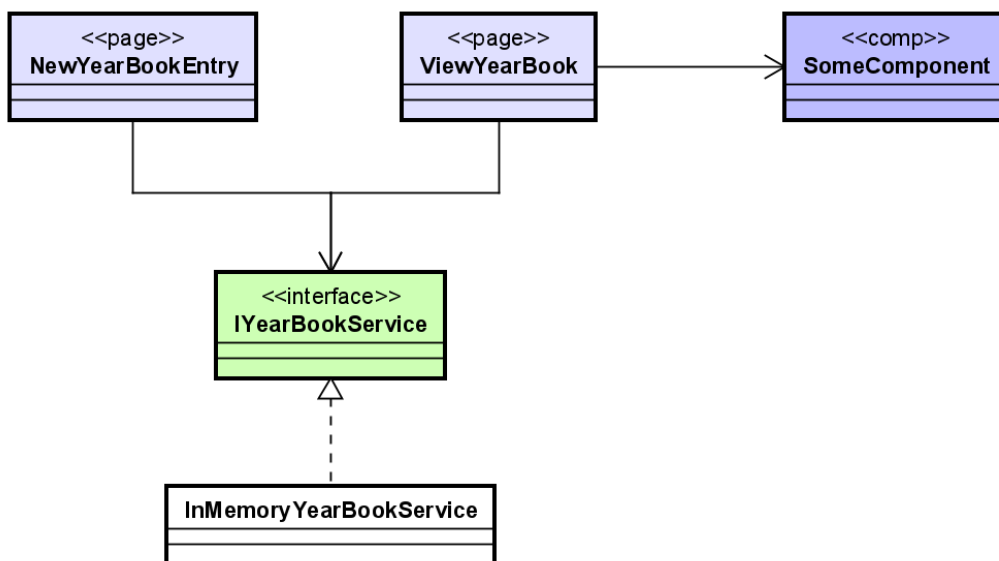 <<page>>
NewYearBookEntry
<<page>>
ViewYearBook
<<comp>>
SomeComponent
<<interface>>
IYearBookService
InMemoryYearBookService